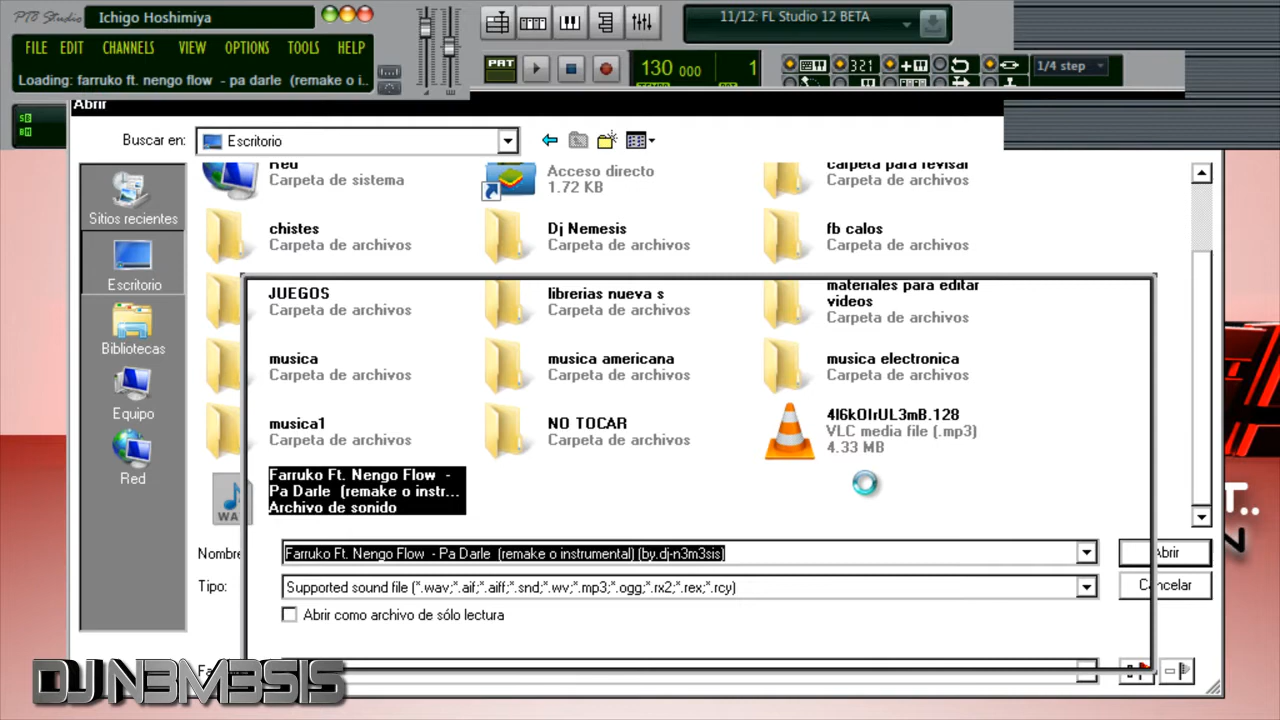 PT8 Studio
Ichigo Hoshimiya
11/12: FL Studio 12 BETA
FILE EDIT CHANNELS VIEW OPTIONS TOOLS HELP
PAT
130 000
1
TEMPO
PAT
321
1/4 step
Loading: farruko ft. nengo flow - pa darle (remake o i..
Abrir
Buscar en:
Escritorio
Red
Carpeta de sistema
Acceso directo
1.72 KB
carpeta para revisar
Carpeta de archivos
Sitios recientes
chistes
Carpeta de archivos
Dj Nemesis
Carpeta de archivos
fb calos
Carpeta de archivos
Escritorio
JUEGOS
Carpeta de archivos
librerias nueva s
Carpeta de archivos
materiales para editar
videos
Carpeta de archivos
Bibliotecas
musica
Carpeta de archivos
musica americana
Carpeta de archivos
musica electronica
Carpeta de archivos
Equipo
musica1
Carpeta de archivos
NO TOCAR
Carpeta de archivos
4I6kOIrUL3mB.128
VLC media file (.mp3)
4.33 MB
Red
Farruko Ft. Nengo Flow -
Pa Darle (remake o instr...
Archivo de sonido
WAV
Nombre
Farruko Ft. Nengo Flow - Pa Darle (remake o instrumental) (by.dj-n3m3sis)
Abrir
Tipo:
Supported sound file (*.wav;*.aif;*.aiff;*.snd;*.wv;*.mp3;*.ogg;*.rx2;*.rex;*.rcy)
Cancelar
Abrir como archivo de sólo lectura
DJ N3M3SIS